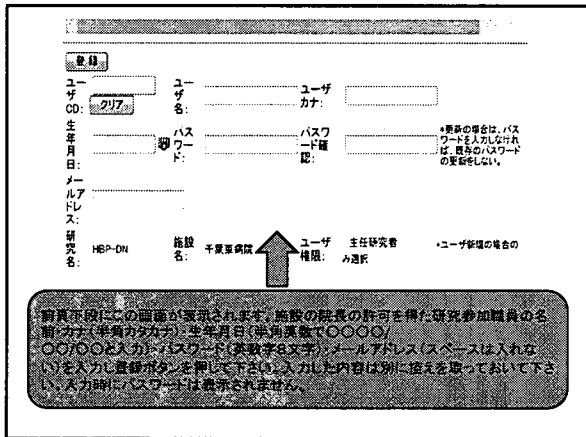 登録
ユーザCD:
クリア
ユーザ名:
ユーザカナ:
生年月日:
パスワード:
パスワード確認:
*更新の場合は、パスワードを入力しなければ、既存のパスワードの更新をしない。
メールアドレス:
研究名: HBP-DN
施設名: 千葉東病院
ユーザ権限: 主任研究者
*ユーザ新増の場合のみ選択
前頁下段にこの画面が表示されます。施設の院長の許可を得た研究参加職員の名
前・カナ(半角カタカナ)・生年月日(半角英数で〇〇〇〇/
〇〇/〇〇と入力)・パスワード(英数字8文字)・メールアドレス(スペースは入れな
い)を入力し登録ボタンを押して下さい。入力した内容は別に控えを取っておいて下さ
い。入力時にパスワードは表示されません。